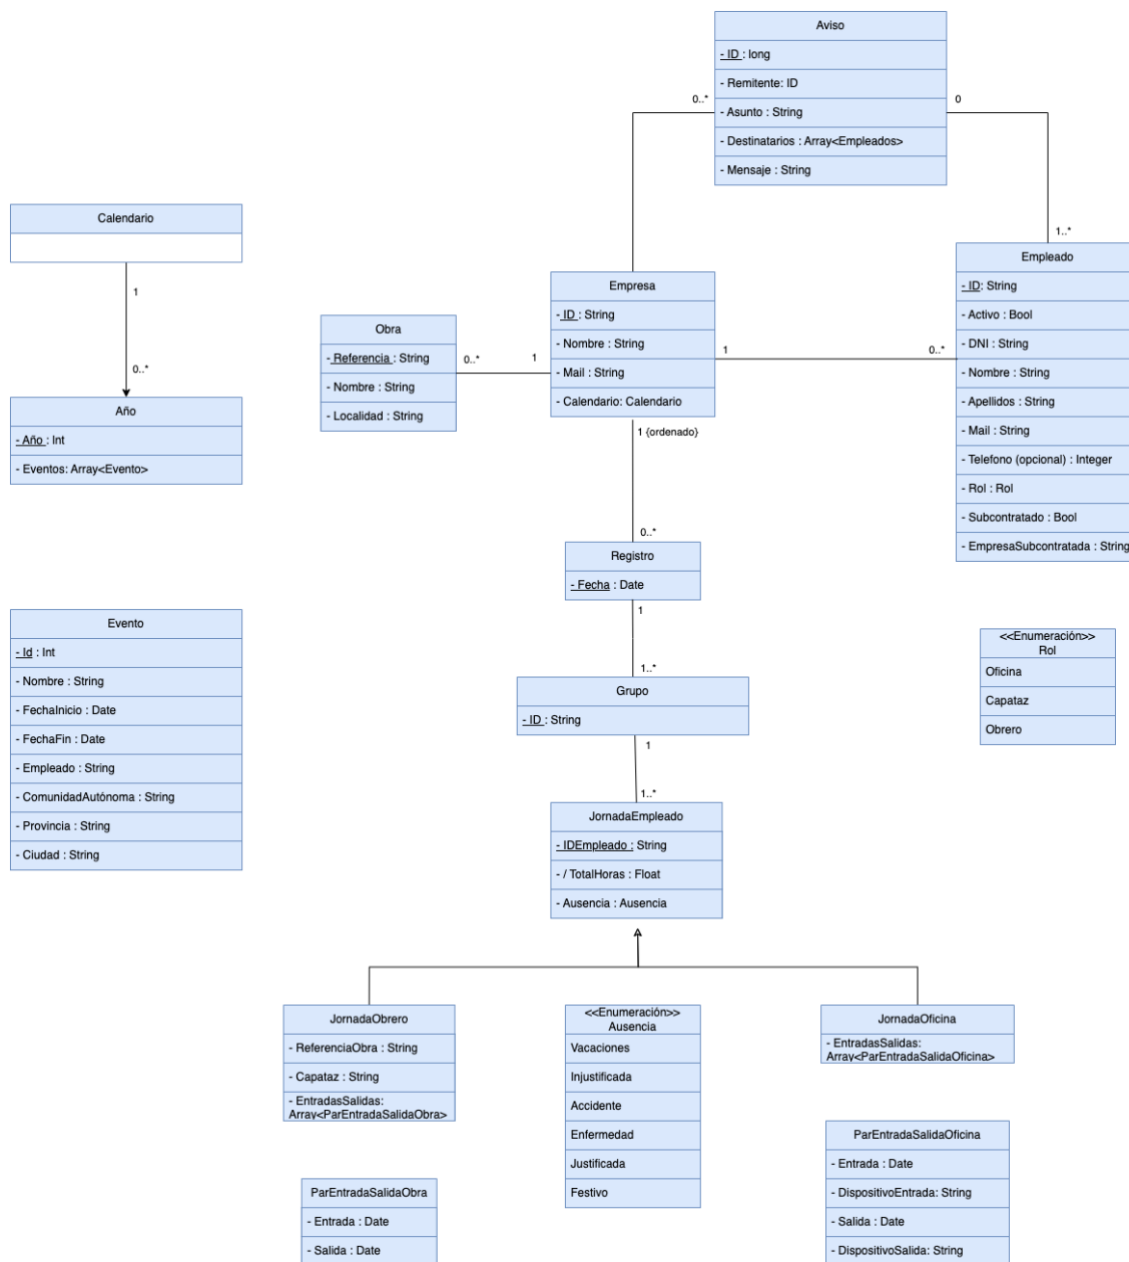 Aviso
- ID : long
- Remitente: ID
0..*
0
- Asunto : String
- Destinatarios : Array<Empleados>
- Mensaje : String
Calendario
1
0..*
Año
- Año : Int
- Eventos: Array<Evento>
Obra
- Referencia : String
- Nombre : String
- Localidad : String
0..*
1
Empresa
- ID : String
- Nombre : String
- Mail : String
- Calendario: Calendario
1
0..*
1..*
Empleado
- ID: String
- Activo : Bool
- DNI : String
- Nombre : String
- Apellidos : String
- Mail : String
- Telefono (opcional) : Integer
- Rol : Rol
- Subcontratado : Bool
- EmpresaSubcontratada : String
1 {ordenado}
0..*
Registro
- Fecha : Date
1
1..*
Grupo
- ID : String
1
1..*
Evento
- Id : Int
- Nombre : String
- FechaInicio : Date
- FechaFin : Date
- Empleado : String
- ComunidadAutónoma : String
- Provincia : String
- Ciudad : String
<<Enumeración>>
Rol
Oficina
Capataz
Obrero
JornadaEmpleado
- IDEmpleado : String
- / TotalHoras : Float
- Ausencia : Ausencia
JornadaObrero
- ReferenciaObra : String
- Capataz : String
- EntradasSalidas:
Array<ParEntradaSalidaObra>
<<Enumeración>>
Ausencia
Vacaciones
Injustificada
Accidente
Enfermedad
Justificada
Festivo
JornadaOficina
- EntradasSalidas:
Array<ParEntradaSalidaOficina>
ParEntradaSalidaObra
- Entrada : Date
- Salida : Date
ParEntradaSalidaOficina
- Entrada : Date
- DispositivoEntrada: String
- Salida : Date
- DispositivoSalida: String